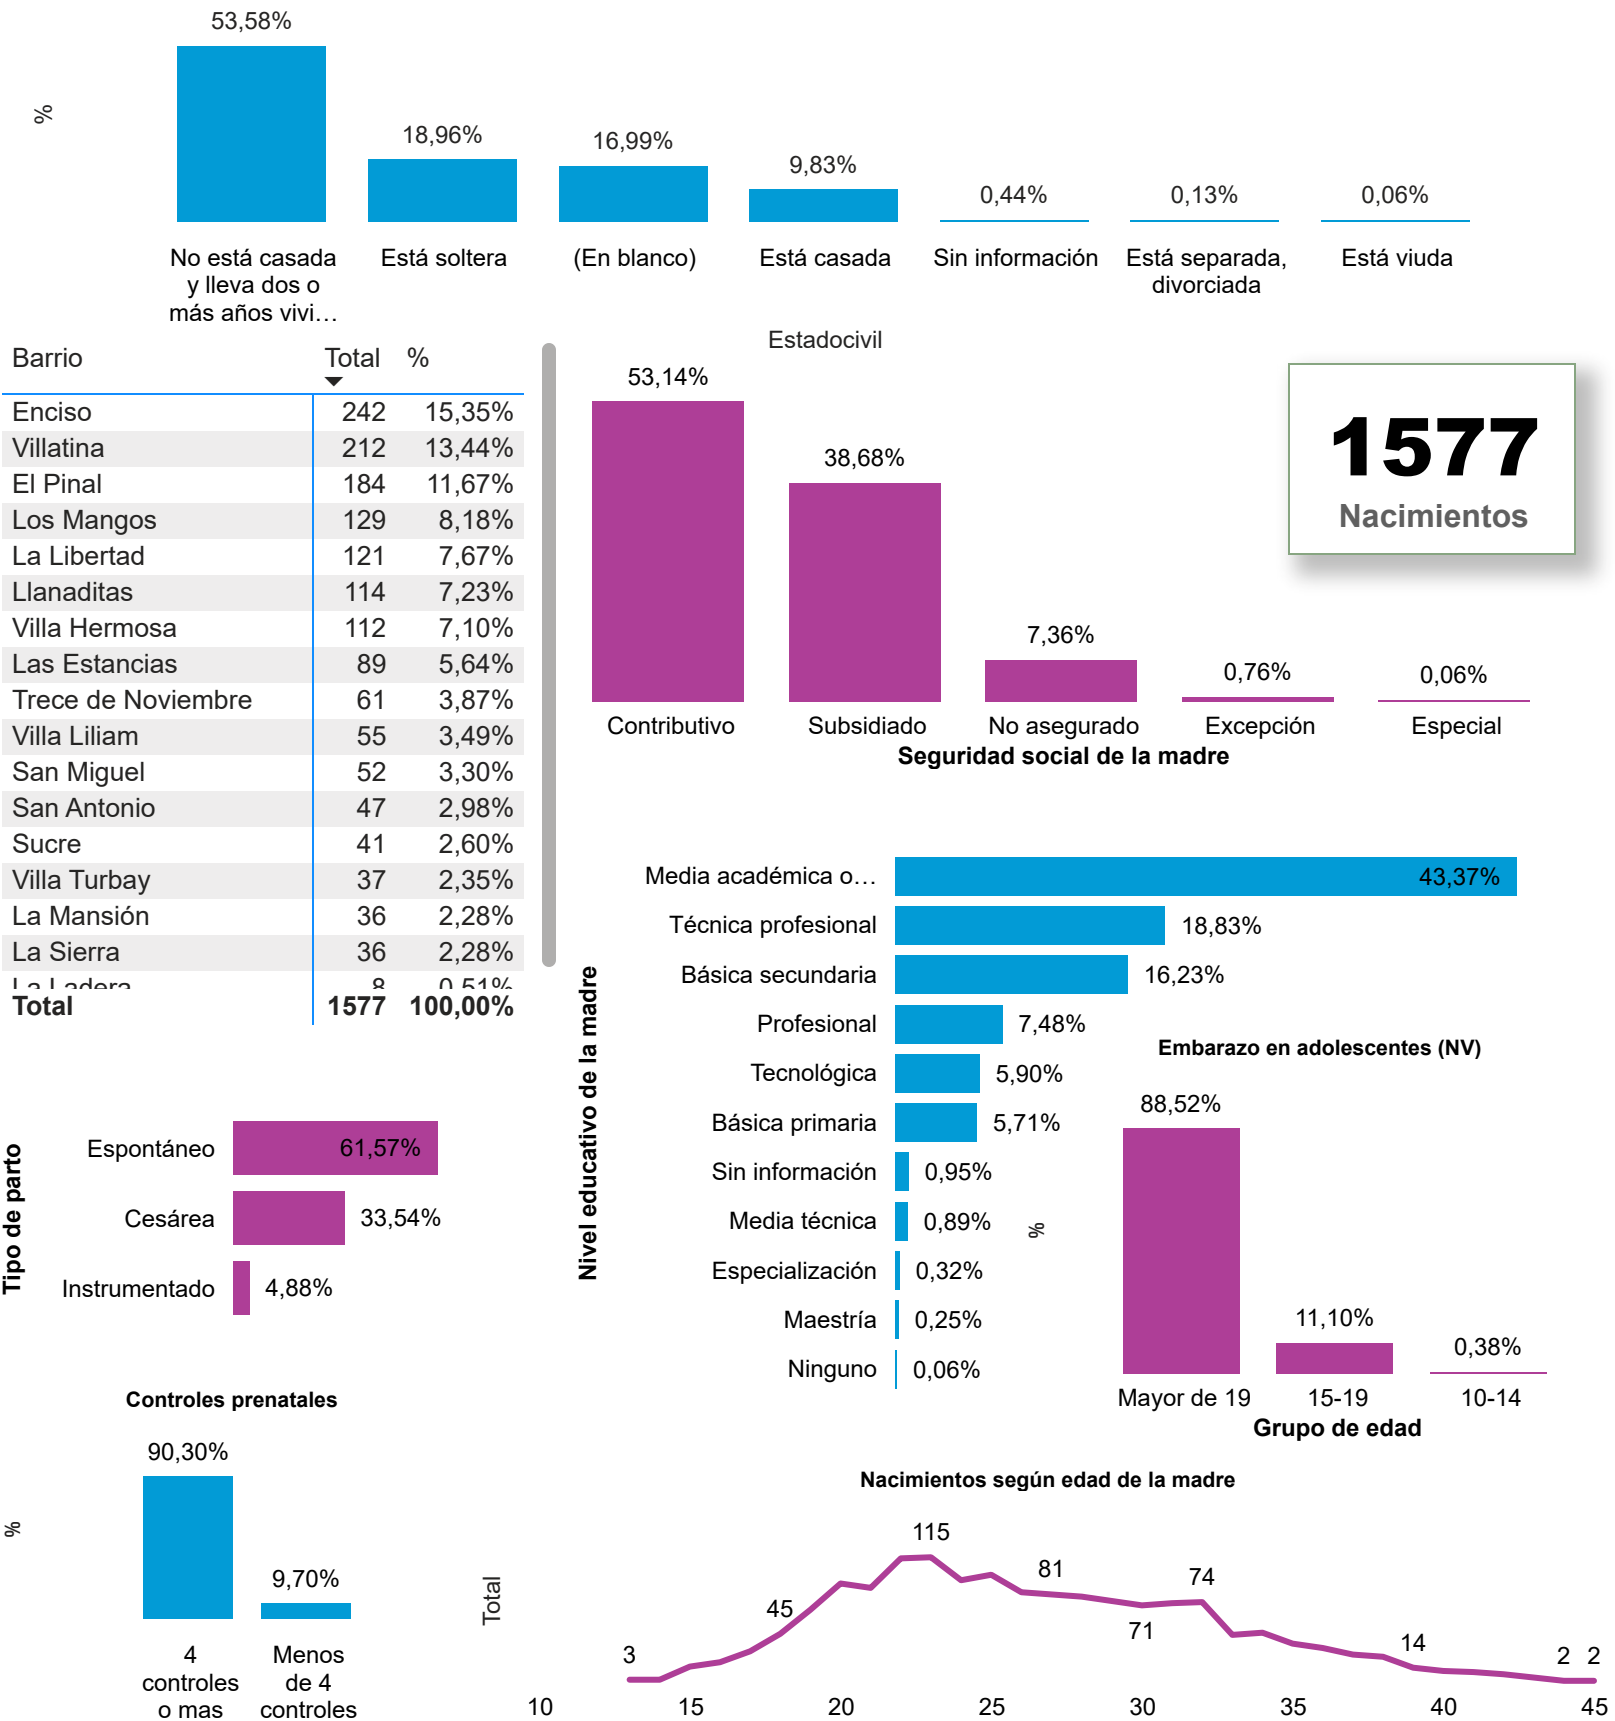 53,58%
18,96%
16,99%
9,83%
0,44%
0,13%
0,06%
%
No está casada
y lleva dos o
más años vivi…
Está soltera
(En blanco)
Está casada
Sin información
Está separada,
divorciada
Está viuda
Estadocivil
Barrio Total %
Enciso 242 15,35%
Villatina 212 13,44%
El Pinal 184 11,67%
Los Mangos 129 8,18%
La Libertad 121 7,67%
Llanaditas 114 7,23%
Villa Hermosa 112 7,10%
Las Estancias 89 5,64%
Trece de Noviembre 61 3,87%
Villa Liliam 55 3,49%
San Miguel 52 3,30%
San Antonio 47 2,98%
Sucre 41 2,60%
Villa Turbay 37 2,35%
La Mansión 36 2,28%
La Sierra 36 2,28%
La Ladera 8 0,51%
Total 1577 100,00%
53,14%
38,68%
7,36%
0,76%
0,06%
Contributivo
Subsidiado
No asegurado
Excepción
Especial
Seguridad social de la madre
1577
Nacimientos
Nivel educativo de la madre
Media académica o… 43,37%
Técnica profesional 18,83%
Básica secundaria 16,23%
Profesional 7,48%
Tecnológica 5,90%
Básica primaria 5,71%
Sin información 0,95%
Media técnica 0,89%
Especialización 0,32%
Maestría 0,25%
Ninguno 0,06%
Embarazo en adolescentes (NV)
%
88,52%
11,10%
0,38%
Mayor de 19
15-19
10-14
Grupo de edad
Tipo de parto
Espontáneo 61,57%
Cesárea 33,54%
Instrumentado 4,88%
Controles prenatales
%
90,30%
9,70%
4
controles
o mas
Menos
de 4
controles
Nacimientos según edad de la madre
Total
3
45
115
81
71
74
14
2
2
10
15
20
25
30
35
40
45